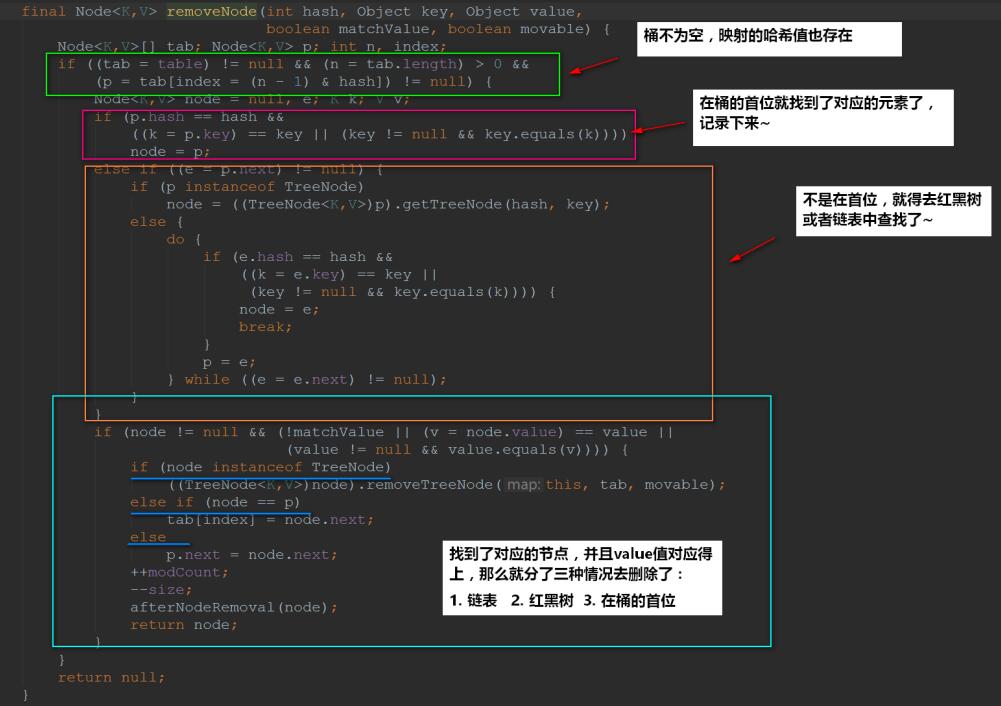 final Node<K,V> removeNode(int hash, Object key, Object value,
boolean matchValue, boolean movable) {
桶不为空，映射的哈希值也存在
Node<K,V>[] tab; Node<K,V> p; int n, index;
if ((tab = table) != null && (n = tab.length) > 0 &&
(p = tab[index = (n - 1) & hash]) != null) {
Node<K,V> node = null, e; K k; V v;
if (p.hash == hash &&
((k = p.key) == key || (key != null && key.equals(k))))
node = p;
在桶的首位就找到了对应的元素了，
记录下来~
else if ((e = p.next) != null) {
if (p instanceof TreeNode)
node = ((TreeNode<K,V>)p).getTreeNode(hash, key);
else {
do {
if (e.hash == hash &&
((k = e.key) == key ||
(key != null && key.equals(k)))) {
node = e;
break;
}
p = e;
} while ((e = e.next) != null);
}
}
不是在首位，就得去红黑树
或者链表中查找了~
if (node != null && (!matchValue || (v = node.value) == value ||
(value != null && value.equals(v)))) {
if (node instanceof TreeNode)
((TreeNode<K,V>)node).removeTreeNode( map: this, tab, movable);
else if (node == p)
tab[index] = node.next;
else
p.next = node.next;
++modCount;
--size;
afterNodeRemoval(node);
return node;
}
找到了对应的节点，并且value值对应得
上，那么就分了三种情况去删除了：
1. 链表 2. 红黑树 3. 在桶的首位
}
return null;
}